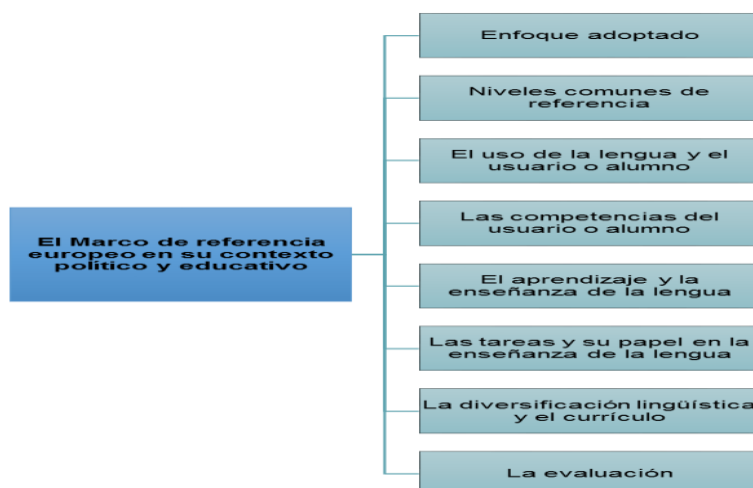 El Marco de referencia
europeo en su contexto
político y educativo
Enfoque adoptado
Niveles comunes de
referencia
El uso de la lengua y el
usuario o alumno
Las competencias del
usuario o alumno
El aprendizaje y la
enseñanza de la lengua
Las tareas y su papel en la
enseñanza de la lengua
La diversificación lingüística
y el currículo
La evaluación